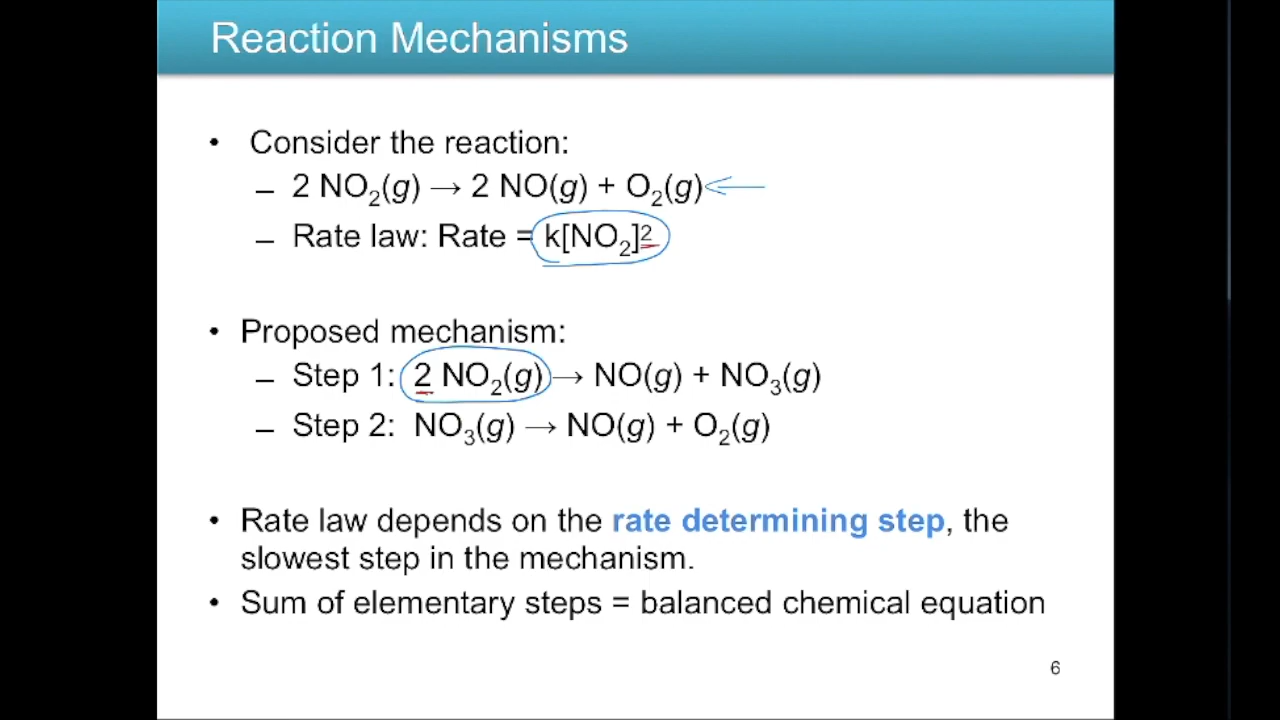 Reaction Mechanisms
• Consider the reaction:
– 2 NO₂(g) → 2 NO(g) + O₂(g)
– Rate law: Rate = k[NO₂]²
• Proposed mechanism:
– Step 1: 2 NO₂(g) → NO(g) + NO₃(g)
– Step 2: NO₃(g) → NO(g) + O₂(g)
• Rate law depends on the rate determining step, the
slowest step in the mechanism.
• Sum of elementary steps = balanced chemical equation
6